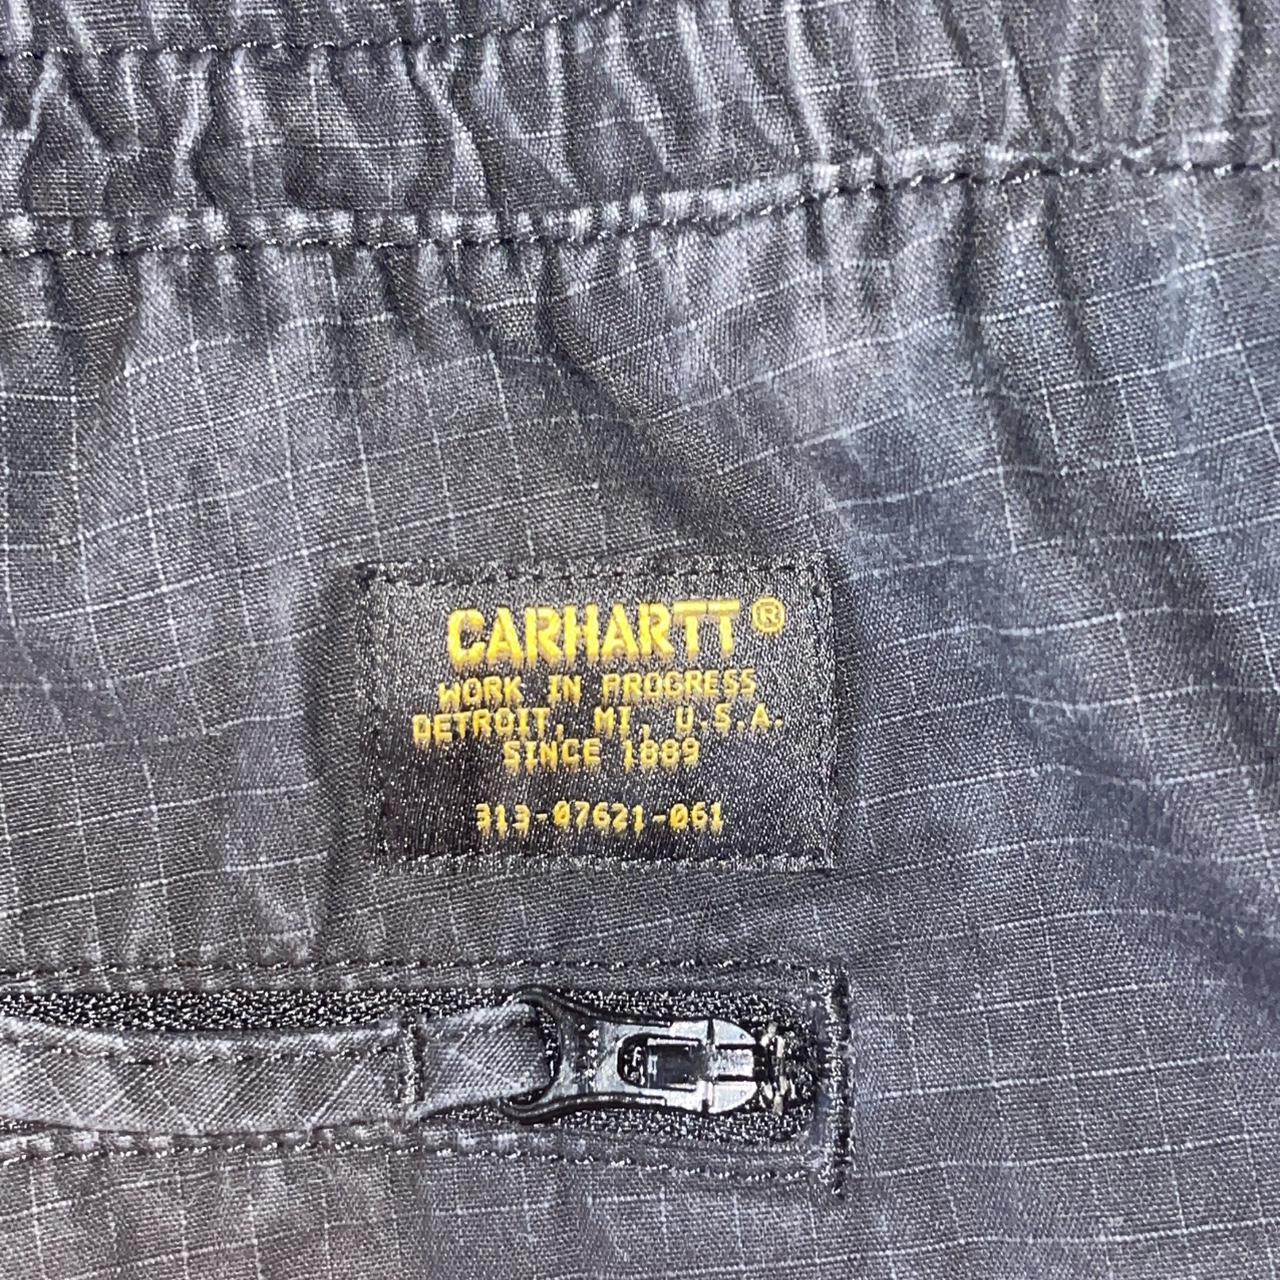 CARHARTT®
WORK IN PROGRESS
DETROIT, MI, U.S.A.
SINCE 1889
313-07621-061